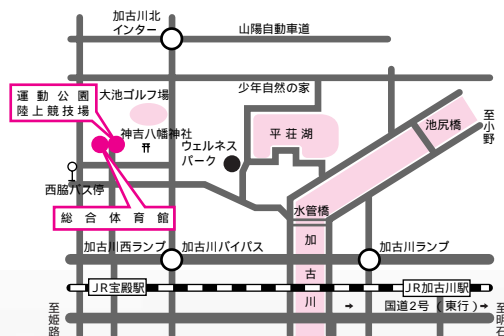 加古川北
インター
山陽自動車道
運動公園
陸上競技場
大池ゴルフ場
少年自然の家
神吉八幡神社
ウェルネス
パーク
平荘湖
池尻橋
至小野
西脇バス停
総合体育館
水管橋
加古川
加古川西ランプ
加古川バイパス
加古川ランプ
JR宝殿駅
JR加古川駅
至姫路
→ 国道2号(東行)→
至明石